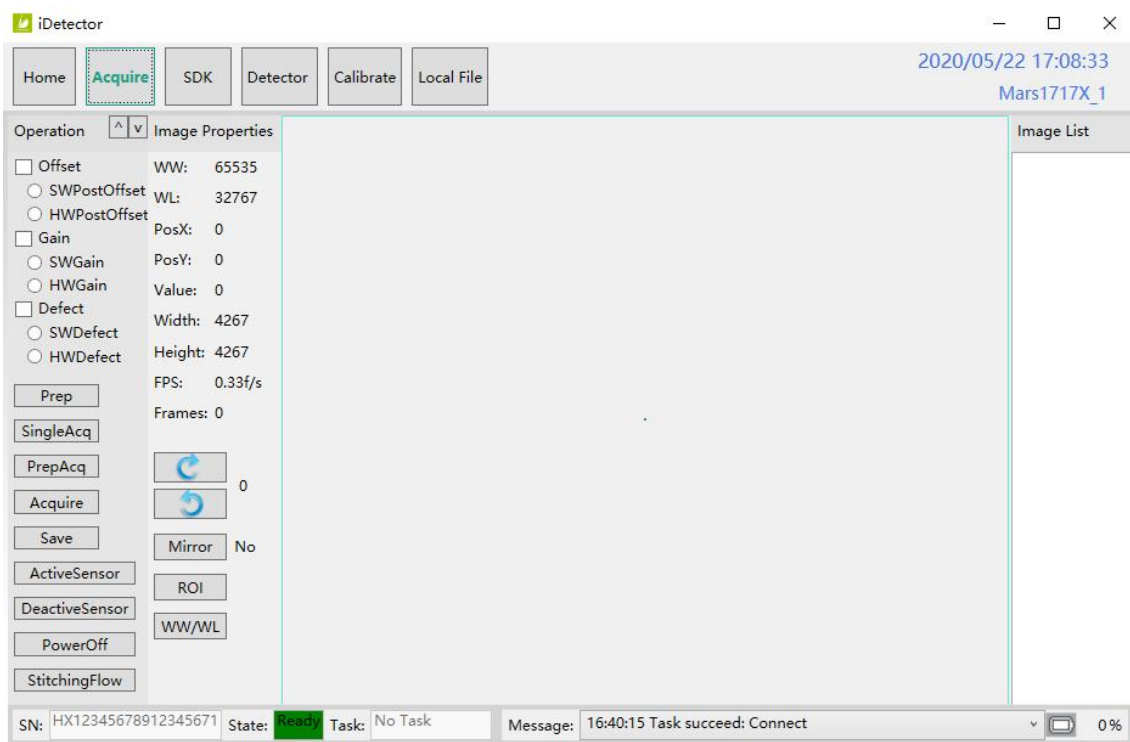 iDetector
Home Acquire SDK Detector Calibrate Local File
2020/05/22 17:08:33
Mars1717X_1
Operation ^ v
Offset
SWPostOffset
HWPostOffset
Gain
SWGain
HWGain
Defect
SWDefect
HWDefect
Prep
SingleAcq
PrepAcq
Acquire
Save
ActiveSensor
DeactiveSensor
PowerOff
StitchingFlow
Image Properties
WW: 65535
WL: 32767
PosX: 0
PosY: 0
Value: 0
Width: 4267
Height: 4267
FPS: 0.33f/s
Frames: 0
0
Mirror No
ROI
WW/WL
Image List
SN: HX12345678912345671 State: Ready Task: No Task Message: 16:40:15 Task succeed: Connect 0%